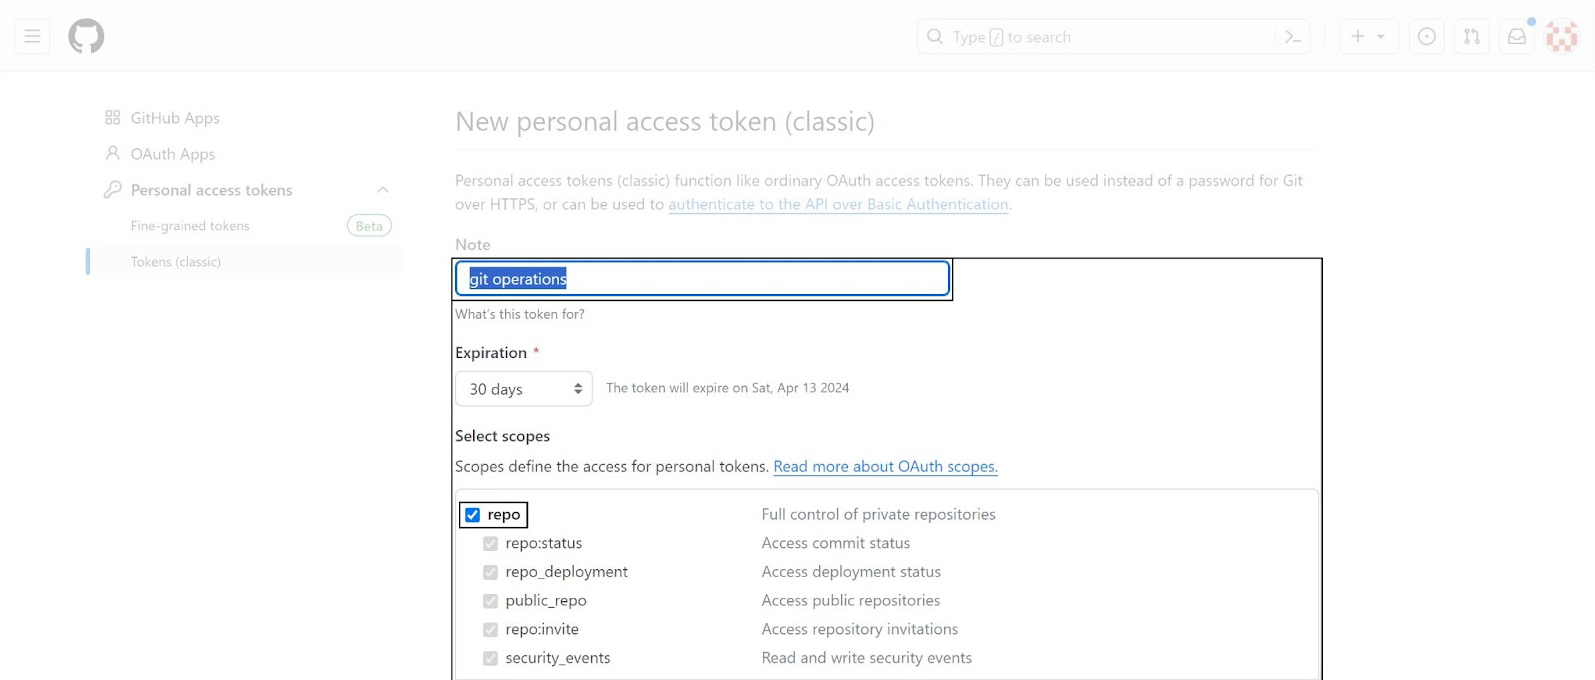 Type / to search
GitHub Apps
OAuth Apps
Personal access tokens
Fine-grained tokens Beta
Tokens (classic)
New personal access token (classic)
Personal access tokens (classic) function like ordinary OAuth access tokens. They can be used instead of a password for Git
over HTTPS, or can be used to authenticate to the API over Basic Authentication.
Note
git operations
What's this token for?
Expiration *
30 days The token will expire on Sat, Apr 13 2024
Select scopes
Scopes define the access for personal tokens. Read more about OAuth scopes.
repo Full control of private repositories
repo:status Access commit status
repo_deployment Access deployment status
public_repo Access public repositories
repo:invite Access repository invitations
security_events Read and write security events